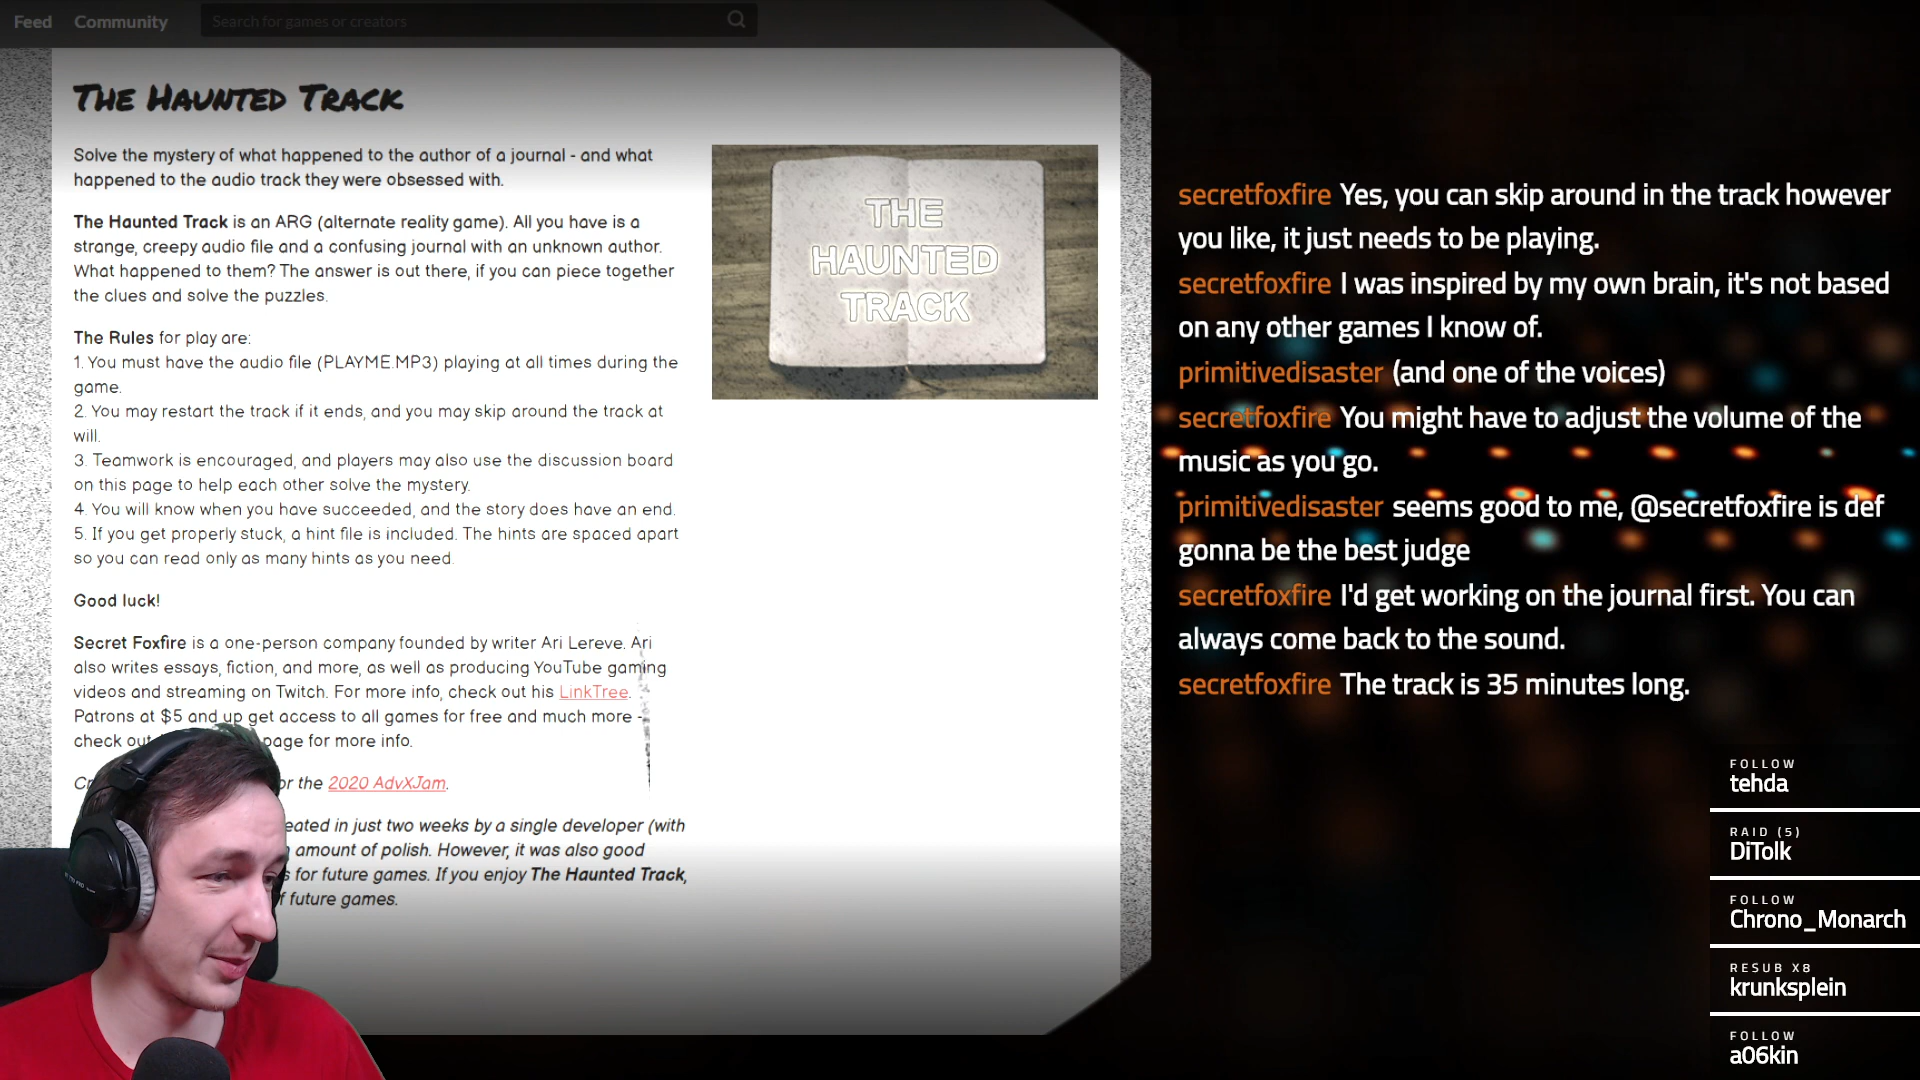 Feed Community Search for games or creators
THE HAUNTED TRACK
Solve the mystery of what happened to the author of a journal - and what
happened to the audio track they were obsessed with.
The Haunted Track is an ARG (alternate reality game). All you have is a
strange, creepy audio file and a confusing journal with an unknown author.
What happened to them? The answer is out there, if you can piece together
the clues and solve the puzzles.
The Rules for play are:
1. You must have the audio file (PLAYME.MP3) playing at all times during the
game.
2. You may restart the track if it ends, and you may skip around the track at
will.
3. Teamwork is encouraged, and players may also use the discussion board
on this page to help each other solve the mystery.
4. You will know when you have succeeded, and the story does have an end.
5. If you get properly stuck, a hint file is included. The hints are spaced apart
so you can read only as many hints as you need.
Good luck!
Secret Foxfire is a one-person company founded by writer Ari Lereve. Ari
also writes essays, fiction, and more, as well as producing YouTube gaming
videos and streaming on Twitch. For more info, check out his LinkTree.
Patrons at $5 and up get access to all games for free and much more -
check out page for more info.
for the 2020 AdvXJam.
eated in just two weeks by a single developer (with
amount of polish. However, it was also good
s for future games. If you enjoy The Haunted Track,
f future games.
THE
HAUNTED
TRACK
secretfoxfire Yes, you can skip around in the track however
you like, it just needs to be playing.
secretfoxfire I was inspired by my own brain, it's not based
on any other games I know of.
primitivedisaster (and one of the voices)
secretfoxfire You might have to adjust the volume of the
music as you go.
primitivedisaster seems good to me, @secretfoxfire is def
gonna be the best judge
secretfoxfire I'd get working on the journal first. You can
always come back to the sound.
secretfoxfire The track is 35 minutes long.
FOLLOW
tehda
RAID (5)
DiTolk
FOLLOW
Chrono_Monarch
RESUB X8
krunksplein
FOLLOW
a06kin